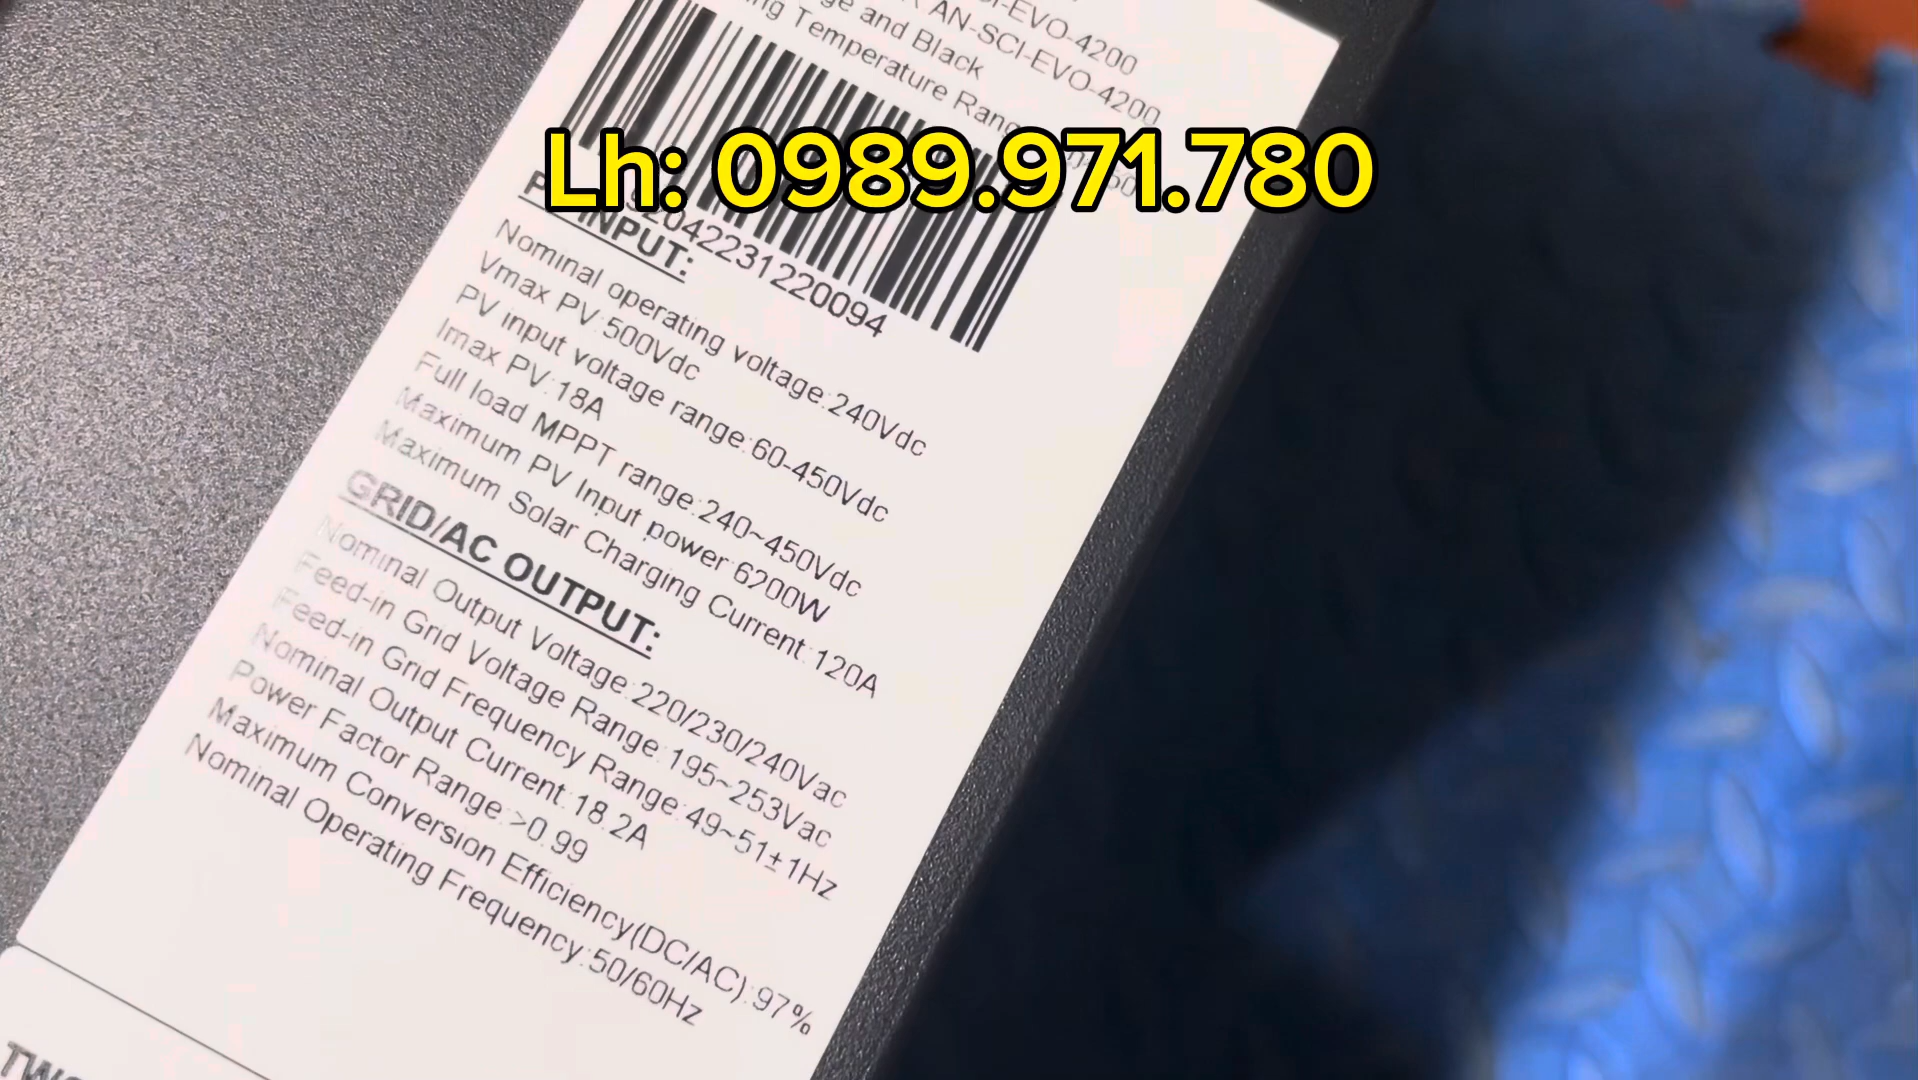 CI-EVO-4200
AN-SCI-EVO-4200
ge and Black
ng Temperature Rang
Lh: 0989.971.780
9204223122 0094
INPUT:
Nominal operating voltage:240Vdc
Vmax PV:500Vdc
PV input voltage range:60-450Vdc
Imax PV:18A
Full load MPPT range:240~450Vdc
Maximum PV Input power 6200W
Maximum Solar Charging Current:120A
GRID/AC OUTPUT:
Nominal Output Voltage:220/230/240Vac
Feed-in Grid Voltage Range:195~253Vac
Feed-in Grid Frequency Range:49~51±1Hz
Nominal Output Current:18.2A
Power Factor Range:>0.99
Maximum Conversion Efficiency(DC/AC):97%
Nominal Operating Frequency:50/60Hz